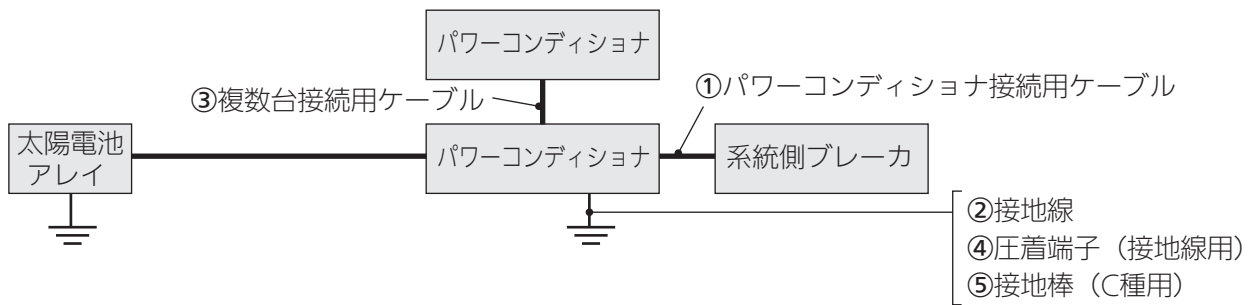 パワーコンディショナ
①パワーコンディショナ接続用ケーブル
③複数台接続用ケーブル
太陽電池
アレイ
パワーコンディショナ
系統側ブレーカ
②接地線
④圧着端子（接地線用）
⑤接地棒（C種用）